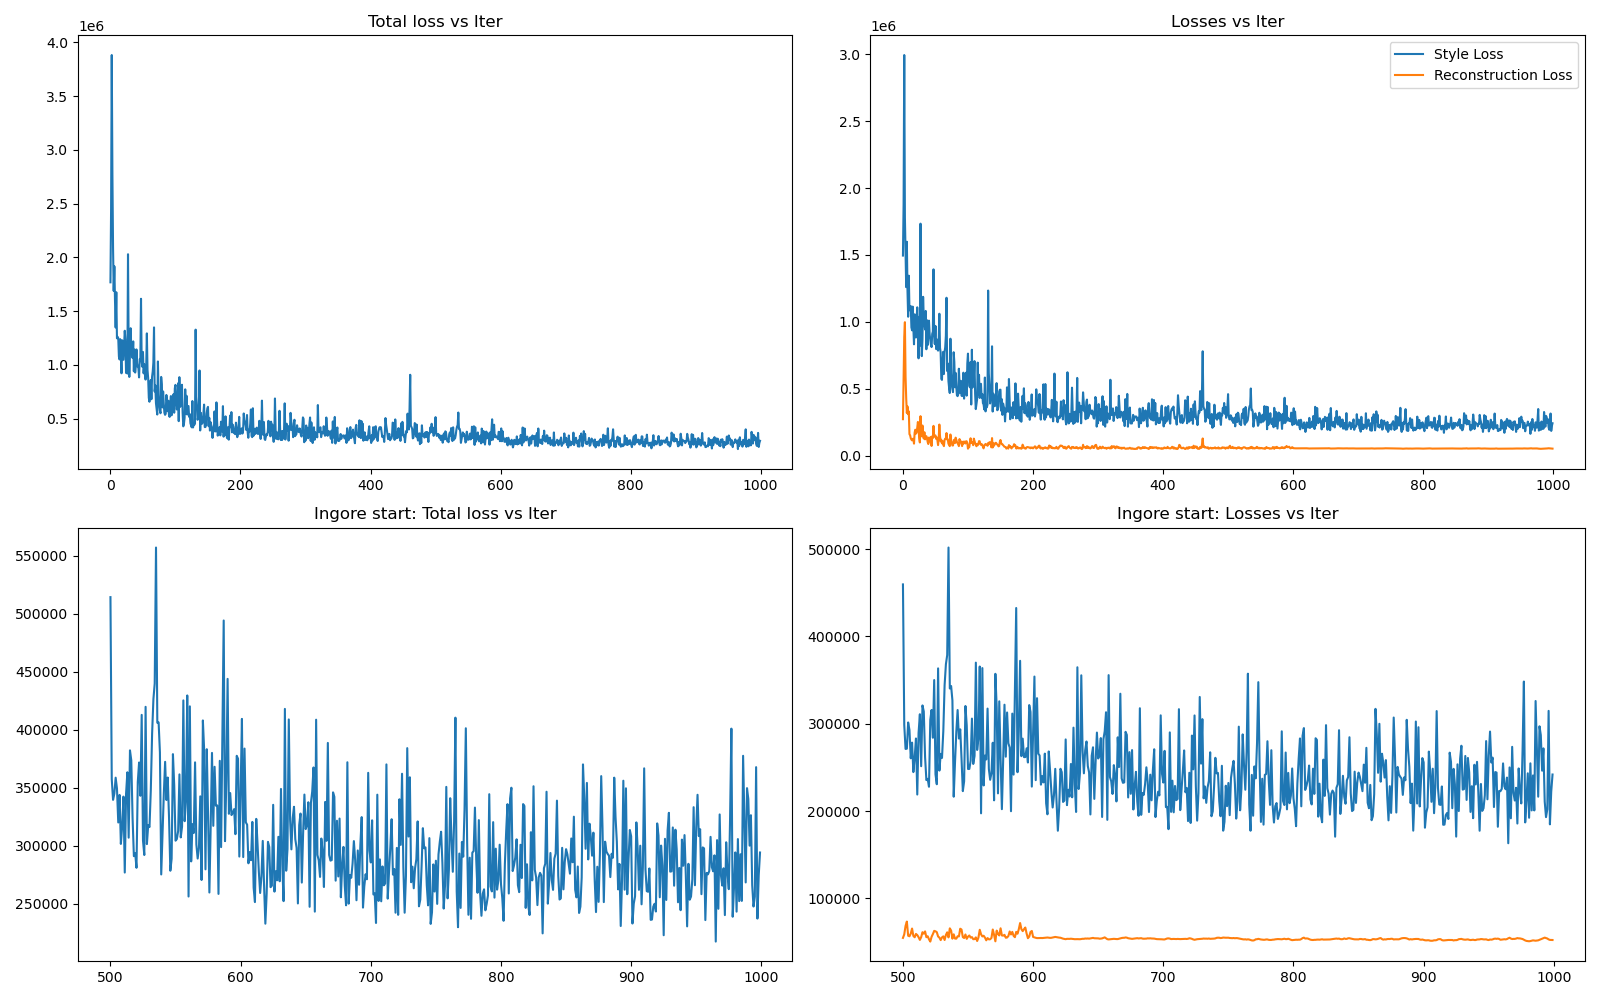 Total loss vs Iter
1e6
4.0
3.5
3.0
2.5
2.0
1.5
1.0
0.5
0 200 400 600 800 1000
Losses vs Iter
1e6
Style Loss
Reconstruction Loss
3.0
2.5
2.0
1.5
1.0
0.5
0.0
0 200 400 600 800 1000
Ingore start: Total loss vs Iter
550000
500000
450000
400000
350000
300000
250000
500 600 700 800 900 1000
Ingore start: Losses vs Iter
500000
400000
300000
200000
100000
500 600 700 800 900 1000